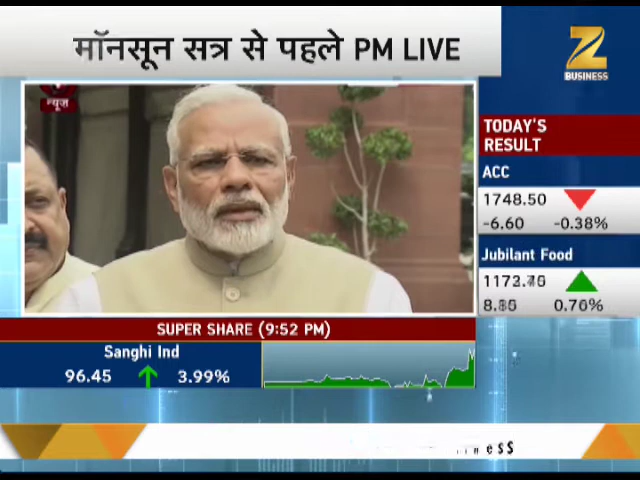 मॉनसून सत्र से पहले PM LIVE
Z
ZEE
BUSINESS
न्यूज़
TODAY'S
RESULT
ACC
1748.50
-6.60 -0.38%
Jubilant Food
0.76%
SUPER SHARE (9:52 PM)
Sanghi Ind
96.45 3.99%